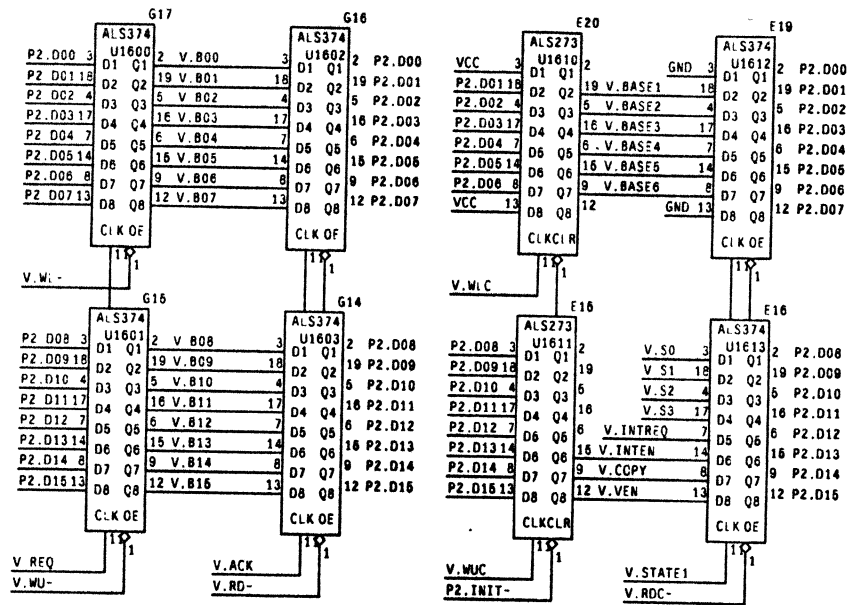 G17
ALS374
U1600
P2.D00 3 D1 Q1 2 V.B00
P2.D01 18 D2 Q2 19 V.B01
P2.D02 4 D3 Q3 5 V.B02
P2.D03 17 D4 Q4 16 V.B03
P2.D04 7 D5 Q5 6 V.B04
P2.D05 14 D6 Q6 15 V.B05
P2.D06 8 D7 Q7 9 V.B06
P2.D07 13 D8 Q8 12 V.B07
CLK OE
11 1
V.WL-
G16
ALS374
U1602
3 D1 Q1 2 P2.D00
18 D2 Q2 19 P2.D01
4 D3 Q3 5 P2.D02
17 D4 Q4 16 P2.D03
7 D5 Q5 6 P2.D04
14 D6 Q6 15 P2.D05
8 D7 Q7 9 P2.D06
13 D8 Q8 12 P2.D07
CLK OE
11 1
E20
ALS273
U1610
VCC 3 D1 Q1 2
P2.D01 18 D2 Q2 19 V.BASE1
P2.D02 4 D3 Q3 5 V.BASE2
P2.D03 17 D4 Q4 16 V.BASE3
P2.D04 7 D5 Q5 6 V.BASE4
P2.D05 14 D6 Q6 15 V.BASE5
P2.D06 8 D7 Q7 9 V.BASE6
VCC 13 D8 Q8 12
CLKCLR
11 1
V.WLC
E19
ALS374
U1612
GND 3 D1 Q1 2 P2.D00
18 D2 Q2 19 P2.D01
4 D3 Q3 5 P2.D02
17 D4 Q4 16 P2.D03
7 D5 Q5 6 P2.D04
14 D6 Q6 15 P2.D05
8 D7 Q7 9 P2.D06
GND 13 D8 Q8 12 P2.D07
CLK OE
11 1
G15
ALS374
U1601
P2.D08 3 D1 Q1 2 V.B08
P2.D09 18 D2 Q2 19 V.B09
P2.D10 4 D3 Q3 5 V.B10
P2.D11 17 D4 Q4 16 V.B11
P2.D12 7 D5 Q5 6 V.B12
P2.D13 14 D6 Q6 15 V.B13
P2.D14 8 D7 Q7 9 V.B14
P2.D15 13 D8 Q8 12 V.B15
CLK OE
11 1
V.REQ
V.WU-
G14
ALS374
U1603
3 D1 Q1 2 P2.D08
18 D2 Q2 19 P2.D09
4 D3 Q3 5 P2.D10
17 D4 Q4 16 P2.D11
7 D5 Q5 6 P2.D12
14 D6 Q6 15 P2.D13
8 D7 Q7 9 P2.D14
13 D8 Q8 12 P2.D15
CLK OE
11 1
V.ACK
V.RD-
E15
ALS273
U1611
P2.D08 3 D1 Q1 2
P2.D09 18 D2 Q2 19
P2.D10 4 D3 Q3 5
P2.D11 17 D4 Q4 16
P2.D12 7 D5 Q5 6
P2.D13 14 D6 Q6 15 V.INTEN
P2.D14 8 D7 Q7 9 V.COPY
P2.D15 13 D8 Q8 12 V.VEN
CLKCLR
11 1
V.WUC
P2.INIT-
E16
ALS374
U1613
V.S0 3 D1 Q1 2 P2.D08
V.S1 18 D2 Q2 19 P2.D09
V.S2 4 D3 Q3 5 P2.D10
V.S3 17 D4 Q4 16 P2.D11
V.INTREQ 7 D5 Q5 6 P2.D12
14 D6 Q6 15 P2.D13
8 D7 Q7 9 P2.D14
13 D8 Q8 12 P2.D15
CLK OE
11 1
V.STATE1
V.RDC-